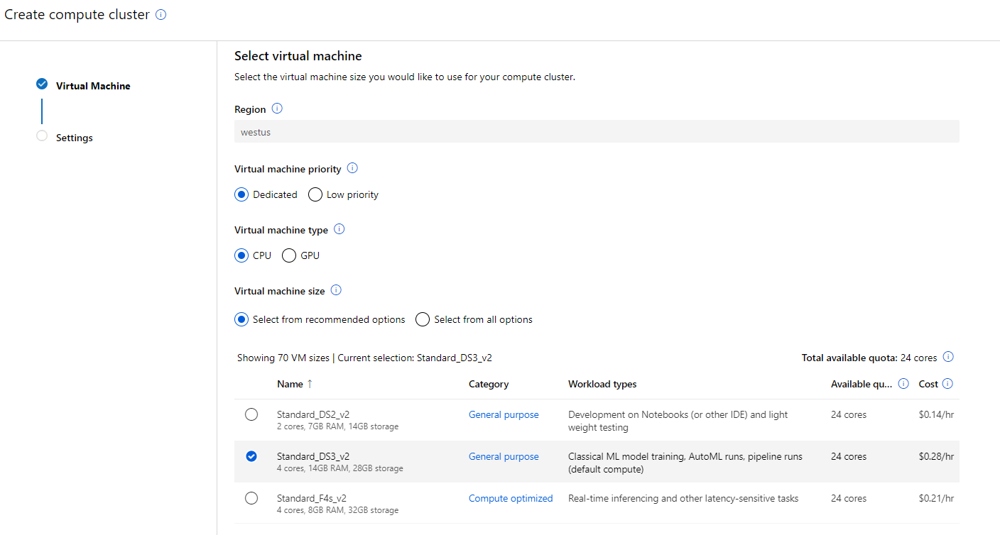 Create compute cluster
Virtual Machine
Settings
Select virtual machine
Select the virtual machine size you would like to use for your compute cluster.
Region
westus
Virtual machine priority
Dedicated Low priority
Virtual machine type
CPU GPU
Virtual machine size
Select from recommended options Select from all options
Showing 70 VM sizes | Current selection: Standard_DS3_v2 Total available quota: 24 cores
Name ↑ Category Workload types Available qu... Cost
Standard_DS2_v2 General purpose Development on Notebooks (or other IDE) and light 24 cores $0.14/hr
2 cores, 7GB RAM, 14GB storage weight testing
Standard_DS3_v2 General purpose Classical ML model training, AutoML runs, pipeline runs 24 cores $0.28/hr
4 cores, 14GB RAM, 28GB storage (default compute)
Standard_F4s_v2 Compute optimized Real-time inferencing and other latency-sensitive tasks 24 cores $0.21/hr
4 cores, 8GB RAM, 32GB storage